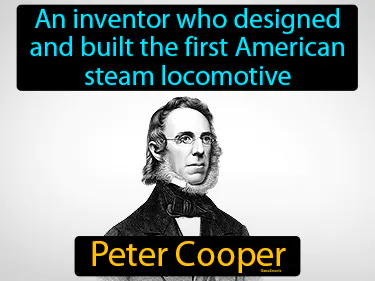 An inventor who designed
and built the first American
steam locomotive
Peter Cooper